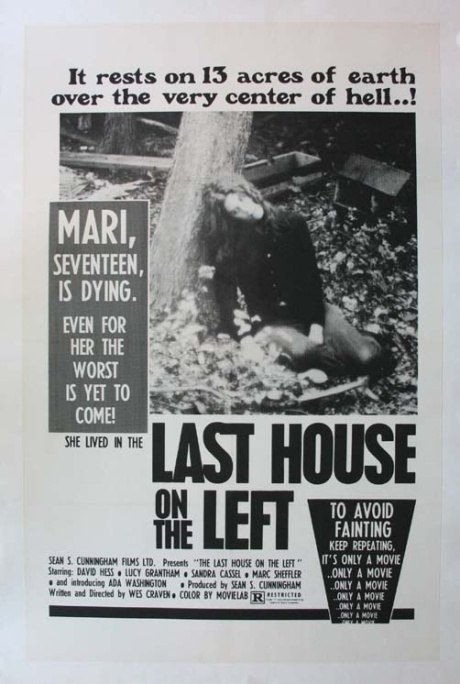 It rests on 13 acres of earth
over the very center of hell..!
MARI,
SEVENTEEN,
IS DYING.
EVEN FOR
HER THE
WORST
IS YET TO
COME!
SHE LIVED IN THE
LAST HOUSE
ON
THE
LEFT
TO AVOID
FAINTING
KEEP REPEATING,
IT'S ONLY A MOVIE
..ONLY A MOVIE
..ONLY A MOVIE
..ONLY A MOVIE
..ONLY A MOVIE
..ONLY A MOVIE
SEAN S. CUNNINGHAM FILMS LTD. Presents "THE LAST HOUSE ON THE LEFT"
Starring: DAVID HESS • LUCY GRANTHAM • SANDRA CASSEL • MARC SHEFFLER
• and introducing ADA WASHINGTON • Produced by SEAN S. CUNNINGHAM
Written and Directed by WES CRAVEN • COLOR BY MOVIELAB R RESTRICTED